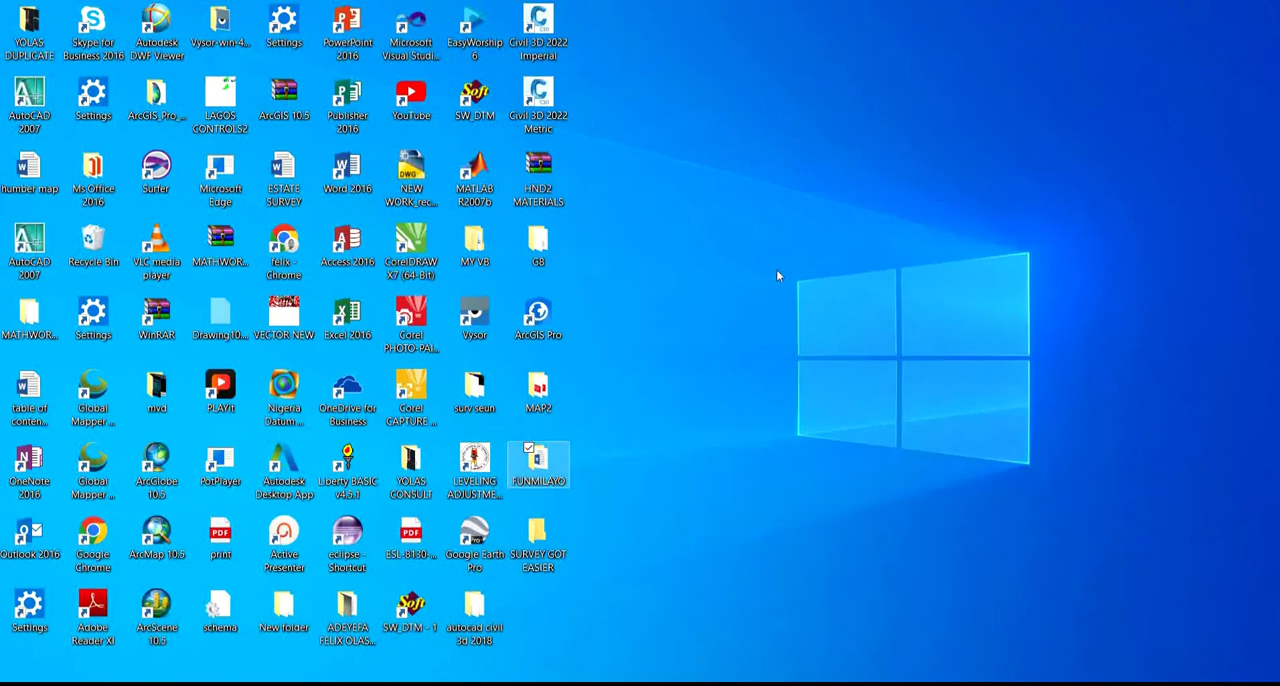 YOLAS
DUPLICATE
Skype for
Business 2016
Autodesk
DWF Viewer
Vysor-win-4...
Settings
PowerPoint
2016
Microsoft
Visual Studi...
EasyWorship
6
Civil 3D 2022
Imperial
AutoCAD
2007
Settings
ArcGIS_Pro_...
LAGOS
CONTROLS2
ArcGIS 10.5
Publisher
2016
YouTube
Soft
SW_DTM
Civil 3D 2022
Metric
humber map
Ms Office
2016
Surfer
Microsoft
Edge
ESTATE
SURVEY
Word 2016
DWG
NEW
WORK_rec...
MATLAB
R2007b
HND2
MATERIALS
AutoCAD
2007
Recycle Bin
VLC media
player
MATHWOR...
felix -
Chrome
Access 2016
CorelDRAW
X7 (64-Bit)
MY VB
G8
MATHWOR...
Settings
WinRAR
Drawing10...
VECTOR NEW
Excel 2016
Corel
PHOTO-PAI...
Vysor
ArcGIS Pro
table of
conten...
Global
Mapper ...
mvd
PLAYit
Nigeria
Datum ...
OneDrive for
Business
Corel
CAPTURE ...
surv seun
MAP2
OneNote
2016
Global
Mapper ...
ArcGlobe
10.5
PotPlayer
Autodesk
Desktop App
Liberty BASIC
v4.5.1
YOLAS
CONSULT
LEVELING
ADJUSTME...
FUNMILAYO
Outlook 2016
Google
Chrome
ArcMap 10.5
PDF
print
Active
Presenter
eclipse -
Shortcut
PDF
ESL-8130-...
Google Earth
Pro
SURVEY GOT
EASIER
Settings
Adobe
Reader XI
ArcScene
10.5
schema
New folder
ADEYEFA
FELIX OLAS...
Soft
SW_DTM - 1
autocad civil
3d 2018